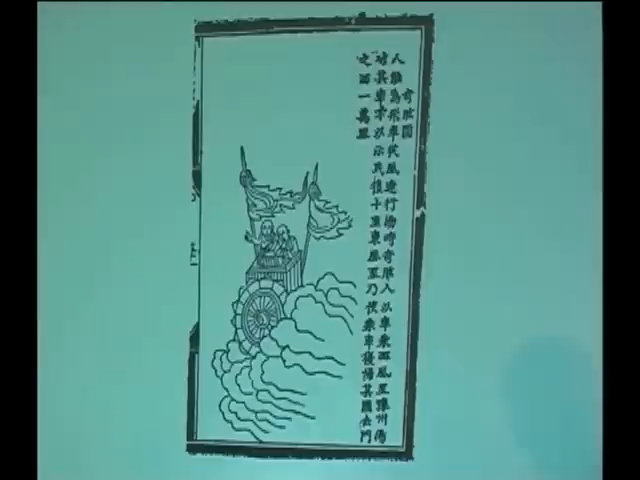 奇肱國
人能為飛車從風遠行湯時奇肱人以車乘西風至豫州湯
破其車不以示民後十年東風至乃使乘車復歸其國去門
之西一萬里